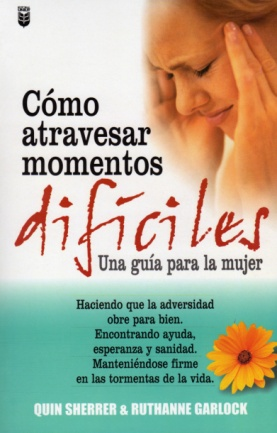 Cómo
atravesar
momentos
difíciles
Una guía para la mujer
Haciendo que la adversidad
obre para bien.
Encontrando ayuda,
esperanza y sanidad.
Manteniéndose firme
en las tormentas de la vida.
QUIN SHERRER & RUTHANNE GARLOCK